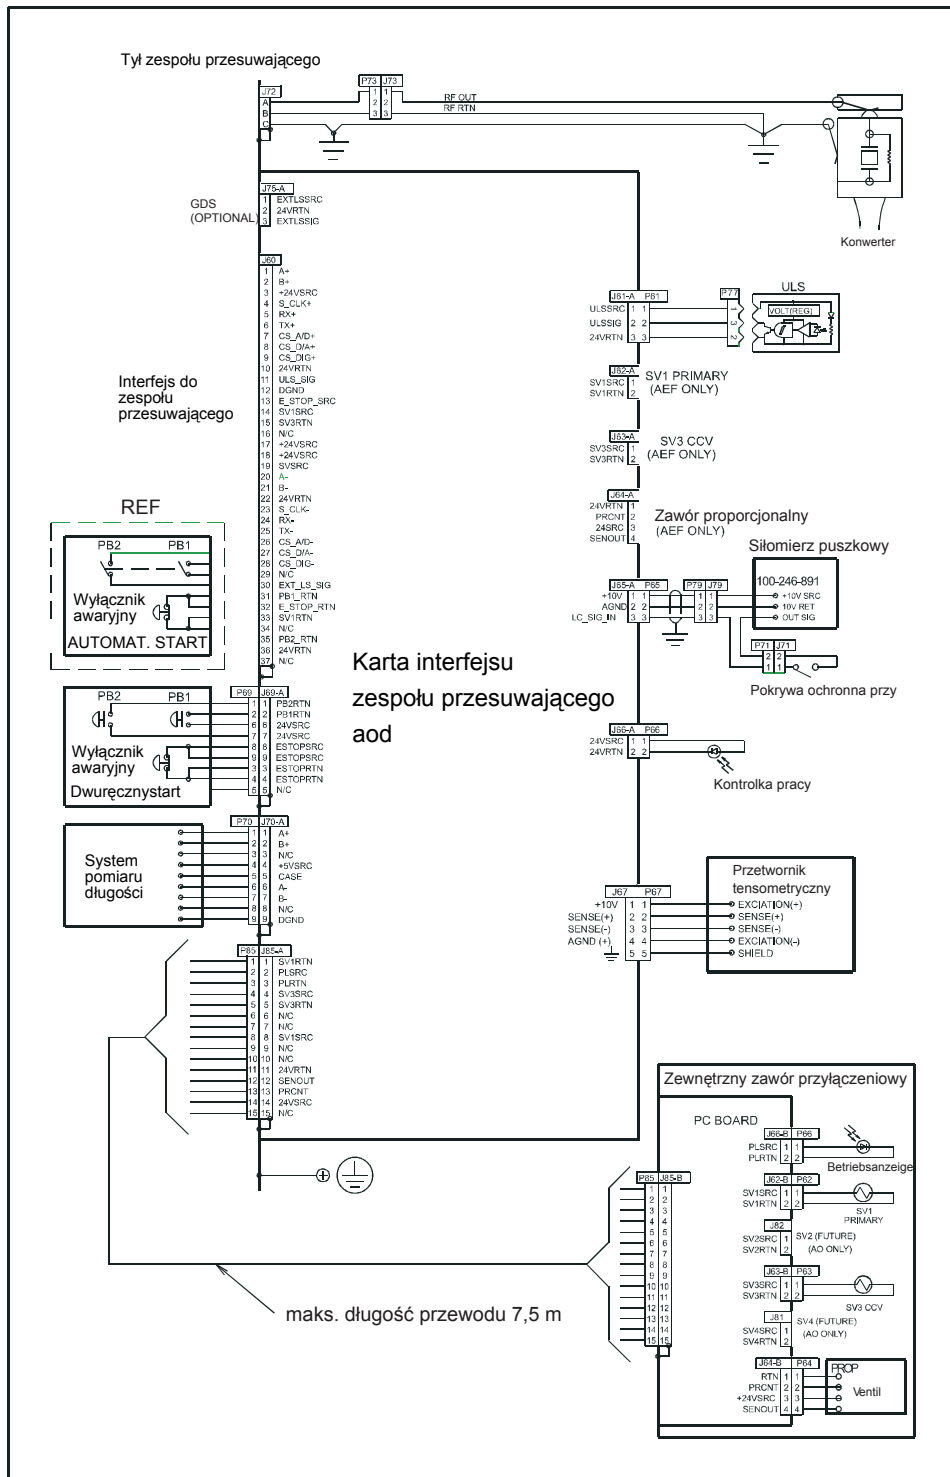 Tył zespołu przesuwającego
J72
A
B
C
P73 J73
1 1
2 2
3 3
RF OUT
RF RTN
Konwerter
GDS
(OPTIONAL)
J75-A
1 EXTLSSRC
2 24VRTN
3 EXTLSSIG
Interfejs do
zespołu
przesuwającego
J60
1 A+
2 B+
3 +24VSRC
4 S_CLK+
5 RX+
6 TX+
7 CS_A/D+
8 CS_D/A+
9 CS_DIG+
10 24VRTN
11 ULS_SIG
12 DGND
13 E_STOP_SRC
14 SV1SRC
15 SV3RTN
16 N/C
17 +24VSRC
18 +24VSRC
19 SVSRC
20 A-
21 B-
22 24VRTN
23 S_CLK-
24 RX-
25 TX-
26 CS_A/D-
27 CS_D/A-
28 CS_DIG-
29 N/C
30 EXT_LS_SIG
31 PB1_RTN
32 E_STOP_RTN
33 SV1RTN
34 N/C
35 PB2_RTN
36 24VRTN
37 N/C
REF
PB2 PB1
Wyłącznik
awaryjny
AUTOMAT. START
PB2 PB1
Wyłącznik
awaryjny
Dwuręcznystart
P69 J69-A
1 1 PB2RTN
2 2 PB1RTN
6 6 24VSRC
7 7 24VSRC
8 8 ESTOPSRC
9 9 ESTOPSRC
3 3 ESTOPRTN
4 4 ESTOPRTN
5 5 N/C
System
pomiaru
długości
P70 J70-A
1 1 A+
2 2 B+
3 3 N/C
4 4 +5VSRC
5 5 CASE
6 6 A-
7 7 B-
8 8 N/C
9 9 DGND
P85 J85-A
1 1 SV1RTN
2 2 PLSRC
3 3 PLRTN
4 4 SV3SRC
5 5 SV3RTN
6 6 N/C
7 7 N/C
8 8 SV1SRC
9 9 N/C
10 10 N/C
11 11 24VRTN
12 12 SENOUT
13 13 PRCNT
14 14 24VSRC
15 15 N/C
Karta interfejsu
zespołu przesuwającego
aod
J61-A P61
ULSSRC 1 1
ULSSIG 2 2
24VRTN 3 3
P77
1
3
2
ULS
VOLT(REG)
J62-A
SV1SRC 1
SV1RTN 2
SV1 PRIMARY
(AEF ONLY)
J63-A
SV3SRC 1
SV3RTN 2
SV3 CCV
(AEF ONLY)
J64-A
24VRTN 1
PRCNT 2
24SRC 3
SENOUT 4
Zawór proporcjonalny
(AEF ONLY)
Siłomierz puszkowy
J65-A P65
+10V 1 1
AGND 2 2
LC_SIG_IN 3 3
P79 J79
1 1
2 2
3 3
100-246-891
+10V SRC
10V RET
OUT SIG
P71 J71
2 2
1 1
Pokrywa ochronna przy
J66-A P66
24VSRC 1 1
24VRTN 2 2
Kontrolka pracy
J67 P67
+10V 1 1
SENSE(+) 2 2
SENSE(-) 3 3
AGND (+) 4 4
5 5
Przetwornik
tensometryczny
EXCIATION(+)
SENSE(+)
SENSE(-)
EXCIATION(-)
SHIELD
Zewnętrzny zawór przyłączeniowy
PC BOARD
J66-B P66
PLSRC 1 1
PLRTN 2 2
Betriebsanzeige
J62-B P62
SV1SRC 1 1
SV1RTN 2 2
SV1
PRIMARY
J82
SV2SRC 1
SV2RTN 2
SV2 (FUTURE)
(AO ONLY)
J63-B P63
SV3SRC 1 1
SV3RTN 2 2
SV3 CCV
J81
SV4SRC 1
SV4RTN 2
SV4 (FUTURE)
(AO ONLY)
J64-B P64
RTN 1 1
PRCNT 2 2
+24VSRC 3 3
SENOUT 4 4
PROP
Ventil
P85 J85-B
1 1
2 2
3 3
4 4
5 5
6 6
7 7
8 8
9 9
10 10
11 11
12 12
13 13
14 14
15 15
maks. długość przewodu 7,5 m